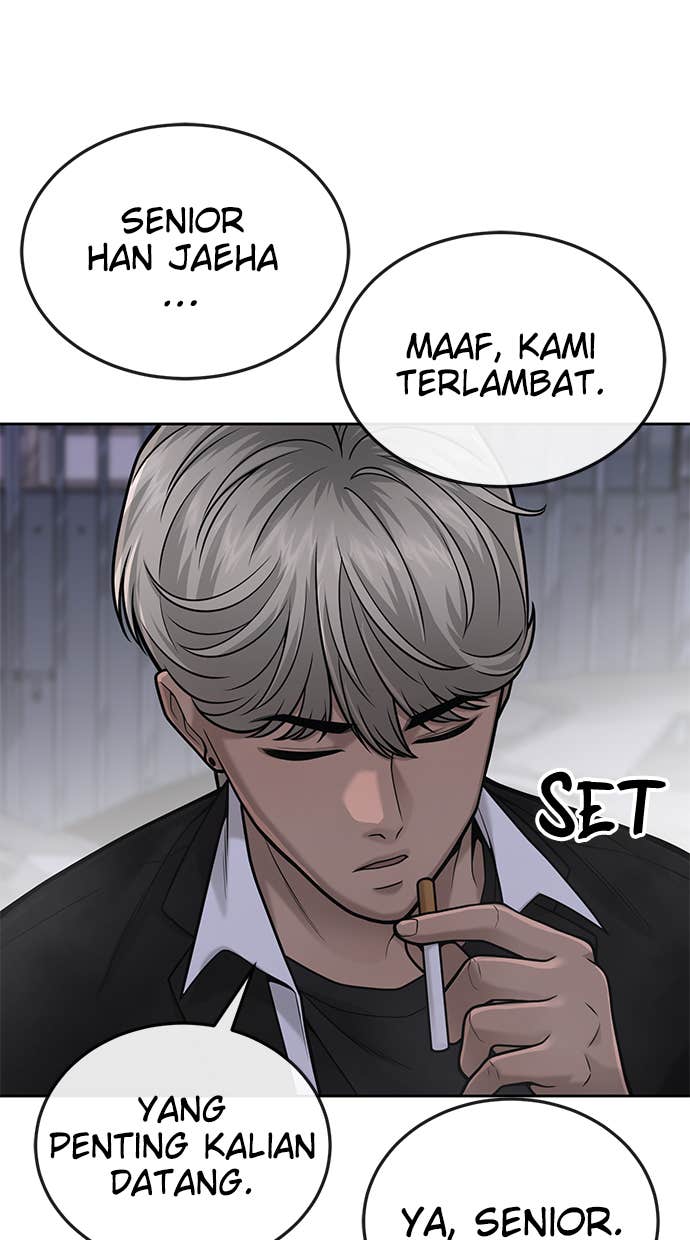 SENIOR
HAN JAEHA
...
MAAF, KAMI
TERLAMBAT.
SET
YANG
PENTING KALIAN
DATANG.
YA, SENIOR.